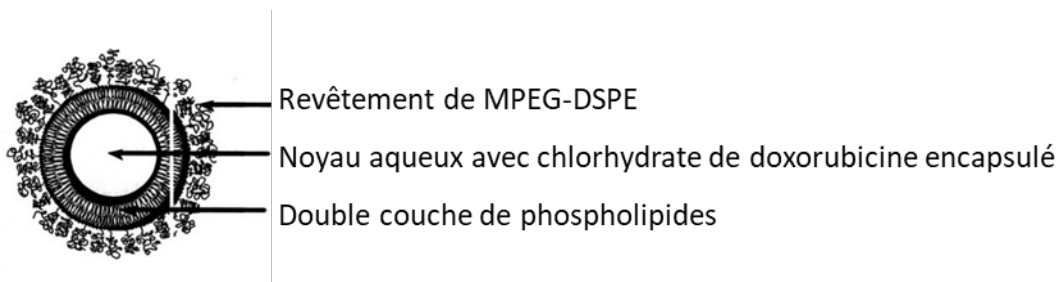 Revêtement de MPEG-DSPE
Noyau aqueux avec chlorhydrate de doxorubicine encapsulé
Double couche de phospholipides